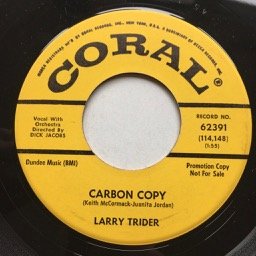 CORAL
Vocal With
Orchestra
Directed By
DICK JACOBS
RECORD NO.
62391
(114,148)
(1:55)
Dundee Music (BMI)
Promotion Copy
Not For Sale
CARBON COPY
(Keith McCormack-Juanita Jordan)
LARRY TRIDER